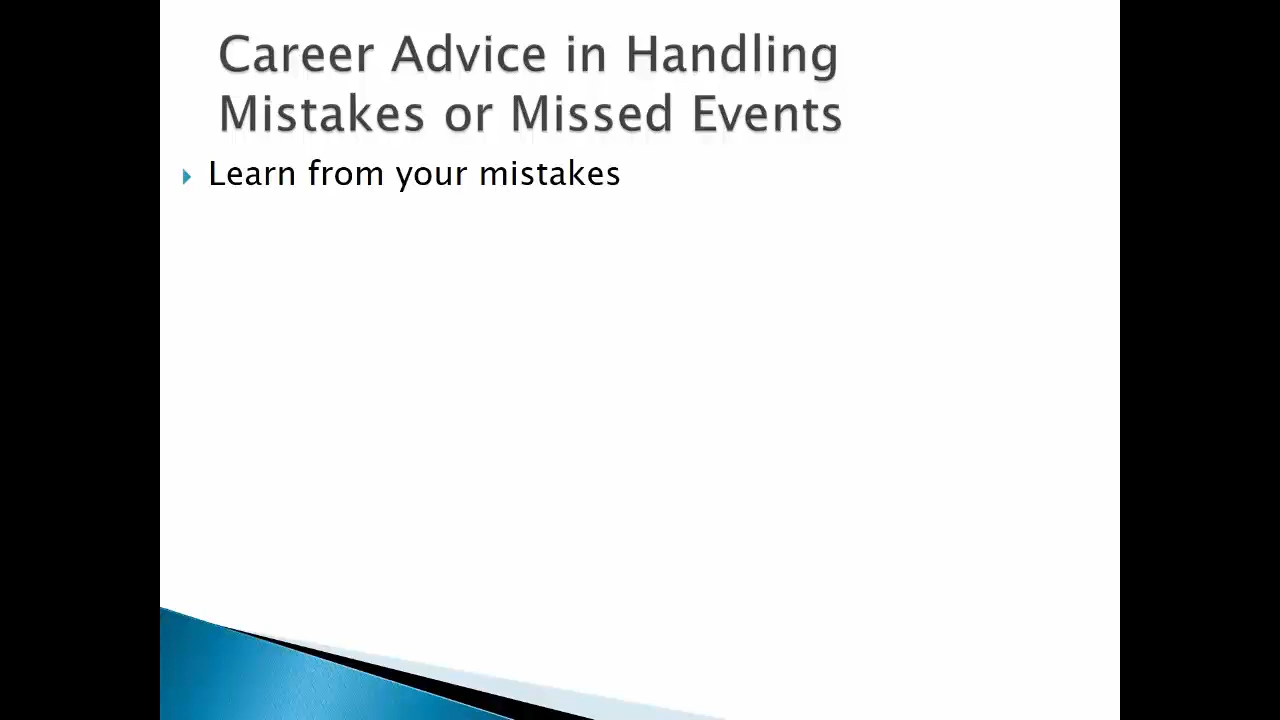 Career Advice in Handling
Mistakes or Missed Events
Learn from your mistakes